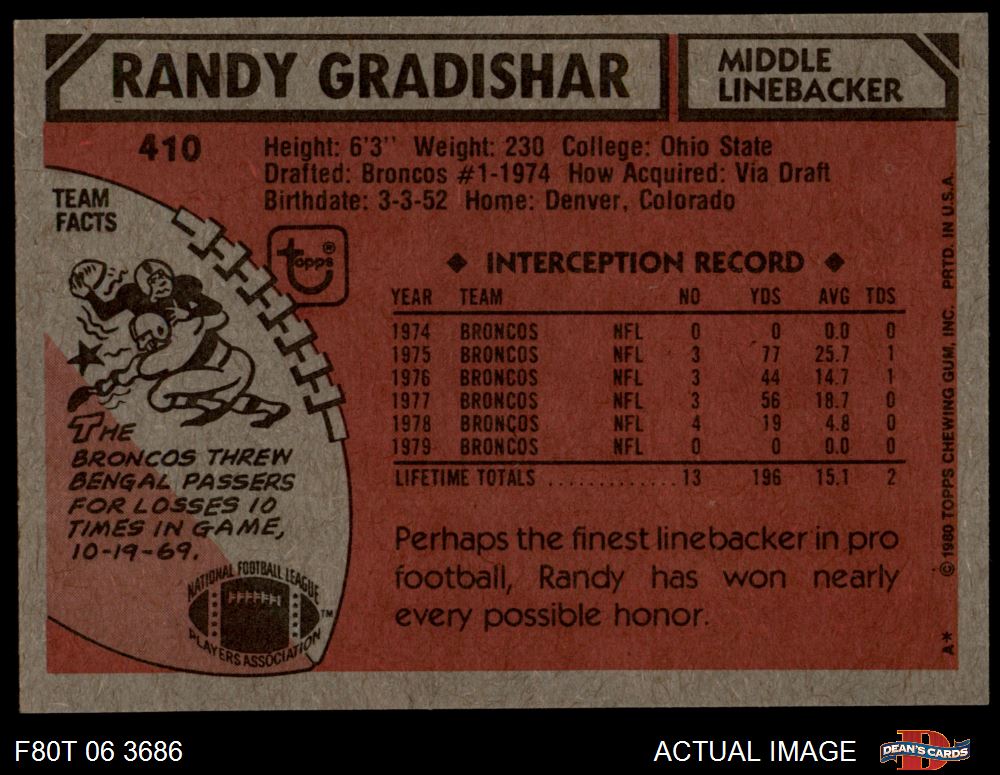 RANDY GRADISHAR
MIDDLE
LINEBACKER
410
Height: 6'3" Weight: 230 College: Ohio State
Drafted: Broncos #1-1974 How Acquired: Via Draft
Birthdate: 3-3-52 Home: Denver, Colorado
TEAM
FACTS
topps®
◆ INTERCEPTION RECORD ◆
YEAR TEAM NO YDS AVG TDS
1974 BRONCOS NFL 0 0 0.0 0
1975 BRONCOS NFL 3 77 25.7 1
1976 BRONCOS NFL 3 44 14.7 1
1977 BRONCOS NFL 3 56 18.7 0
1978 BRONCOS NFL 4 19 4.8 0
1979 BRONCOS NFL 0 0 0.0 0
LIFETIME TOTALS ............ 13 196 15.1 2
THE
BRONCOS THREW
BENGAL PASSERS
FOR LOSSES 10
TIMES IN GAME,
10-19-69.
NATIONAL FOOTBALL LEAGUE
PLAYERS ASSOCIATION
TM
Perhaps the finest linebacker in pro
football, Randy has won nearly
every possible honor.
A* © 1980 TOPPS CHEWING GUM, INC. PRTD. IN U.S.A.
F80T 06 3686
ACTUAL IMAGE
D
DEAN'S CARDS